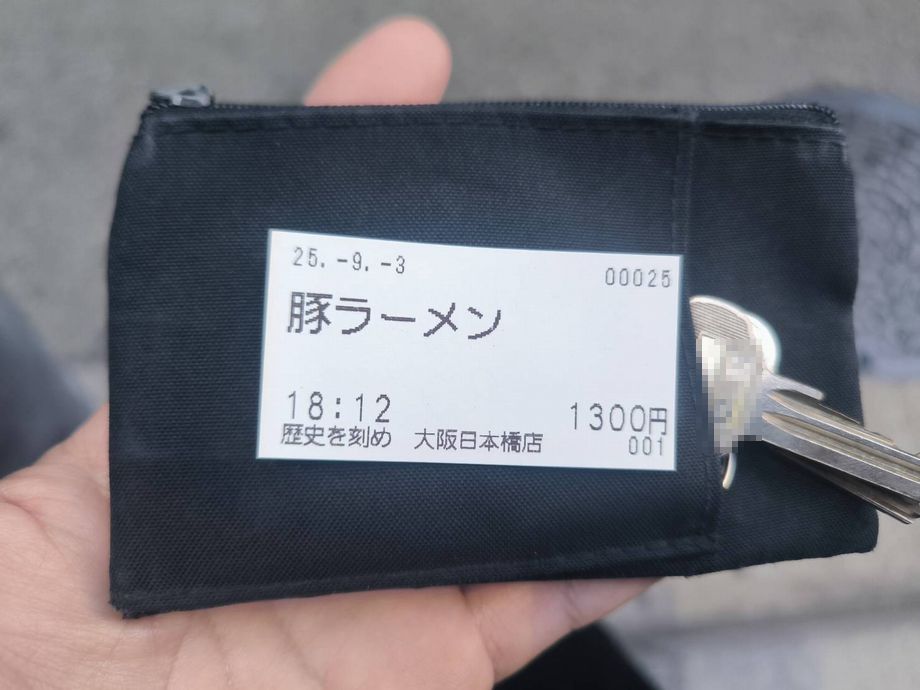 25.-9.-3
00025
豚ラーメン
18:12
1300円
歴史を刻め 大阪日本橋店
001